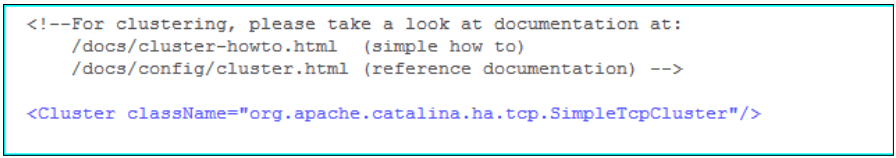 <!--For clustering, please take a look at documentation at:
/docs/cluster-howto.html (simple how to)
/docs/config/cluster.html (reference documentation) -->
<Cluster className="org.apache.catalina.ha.tcp.SimpleTcpCluster"/>